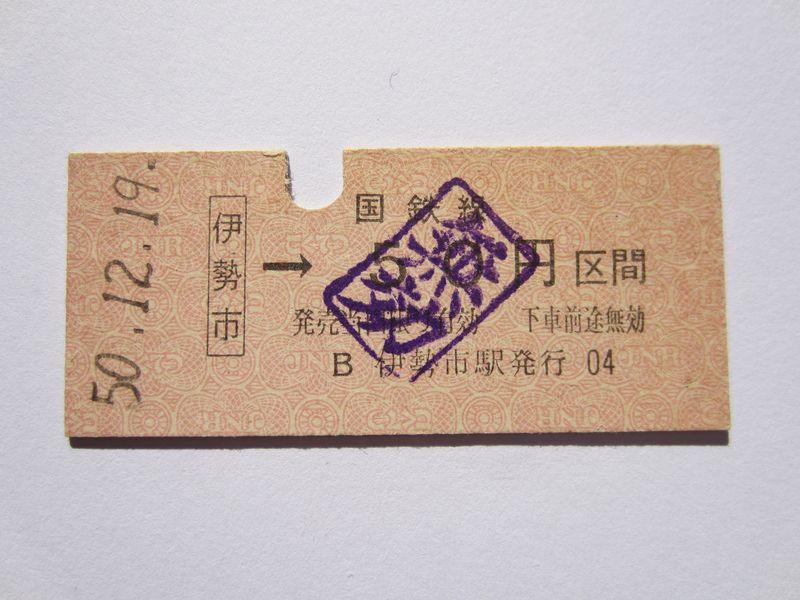 50.12.19.
伊勢市
国鉄線
→ 50円区間
発売当日限り有効 下車前途無効
B 伊勢市駅発行 04